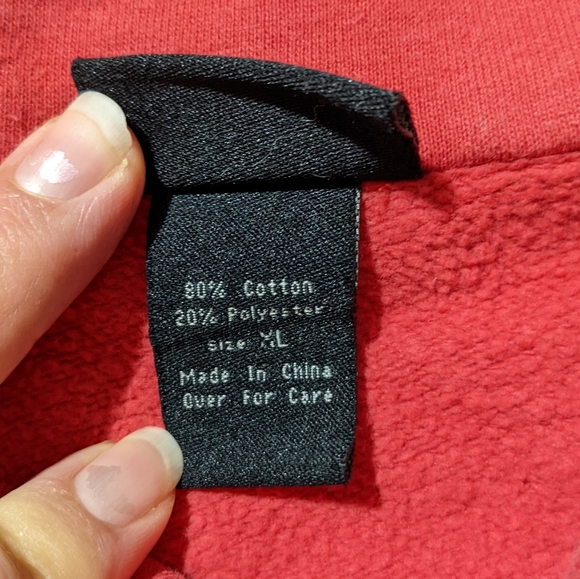 80% Cotton
20% Polyester
Size XL
Made In China
Over For Care